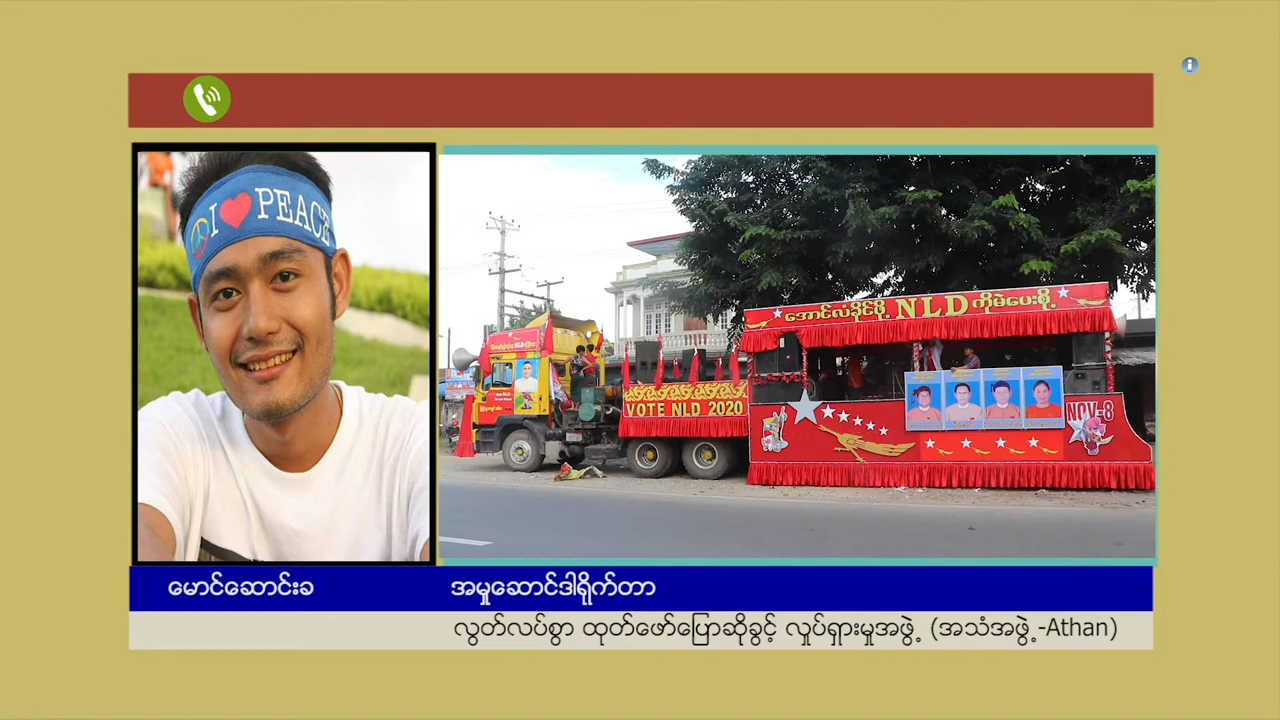 I ❤ PEACE
အောင်လံခိုင်ဖို့ NLD ကိုမဲပေးစို့
VOTE NLD 2020
NOV-8
မောင်ဆောင်းခ
အမှုဆောင်ဒါရိုက်တာ
လွတ်လပ်စွာ ထုတ်ဖော်ပြောဆိုခွင့် လှုပ်ရှားမှုအဖွဲ့ (အသံအဖွဲ့-Athan)